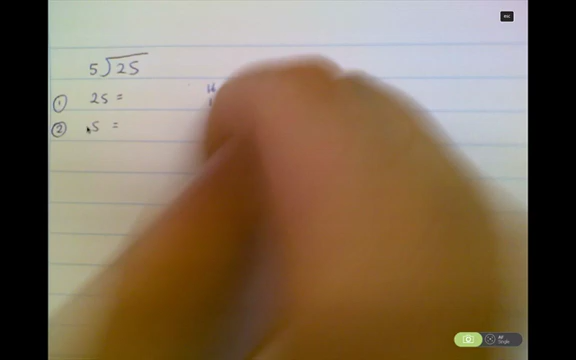 5)25
① 25 =
② 5 =